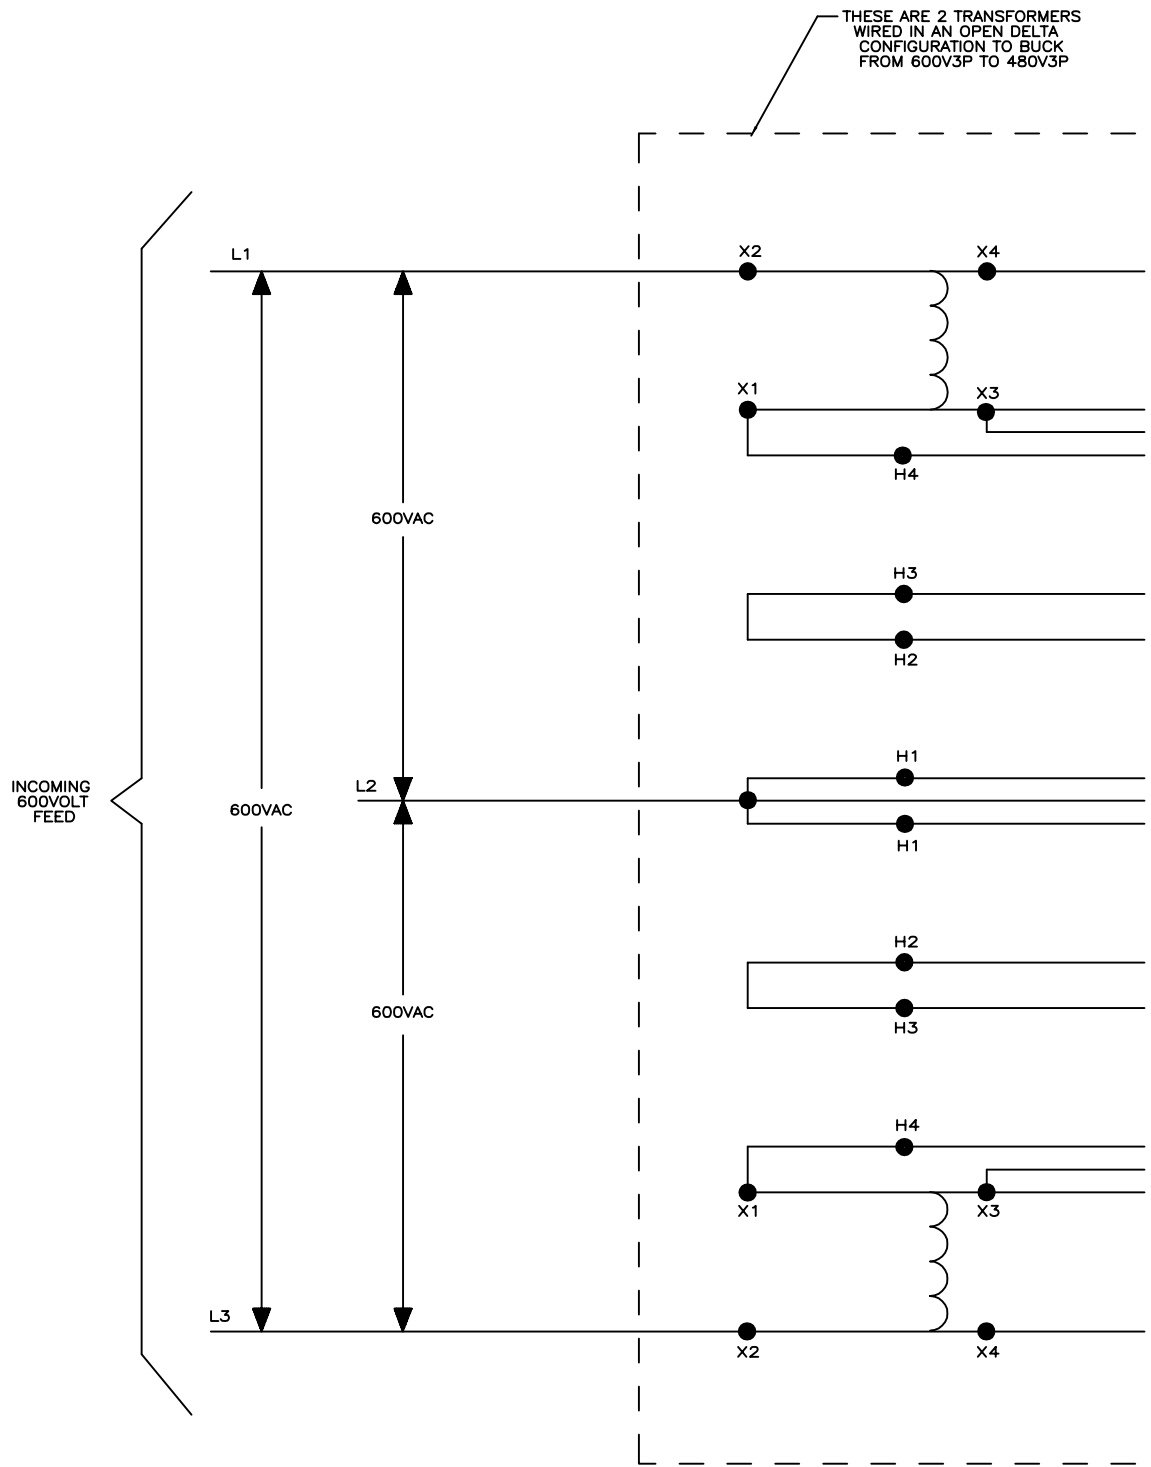 THESE ARE 2 TRANSFORMERS
WIRED IN AN OPEN DELTA
CONFIGURATION TO BUCK
FROM 600V3P TO 480V3P
L1
X2
X4
X1
X3
H4
600VAC
H3
H2
H1
L2
INCOMING
600VOLT
FEED
600VAC
H1
H2
600VAC
H3
H4
X1
X3
L3
X2
X4